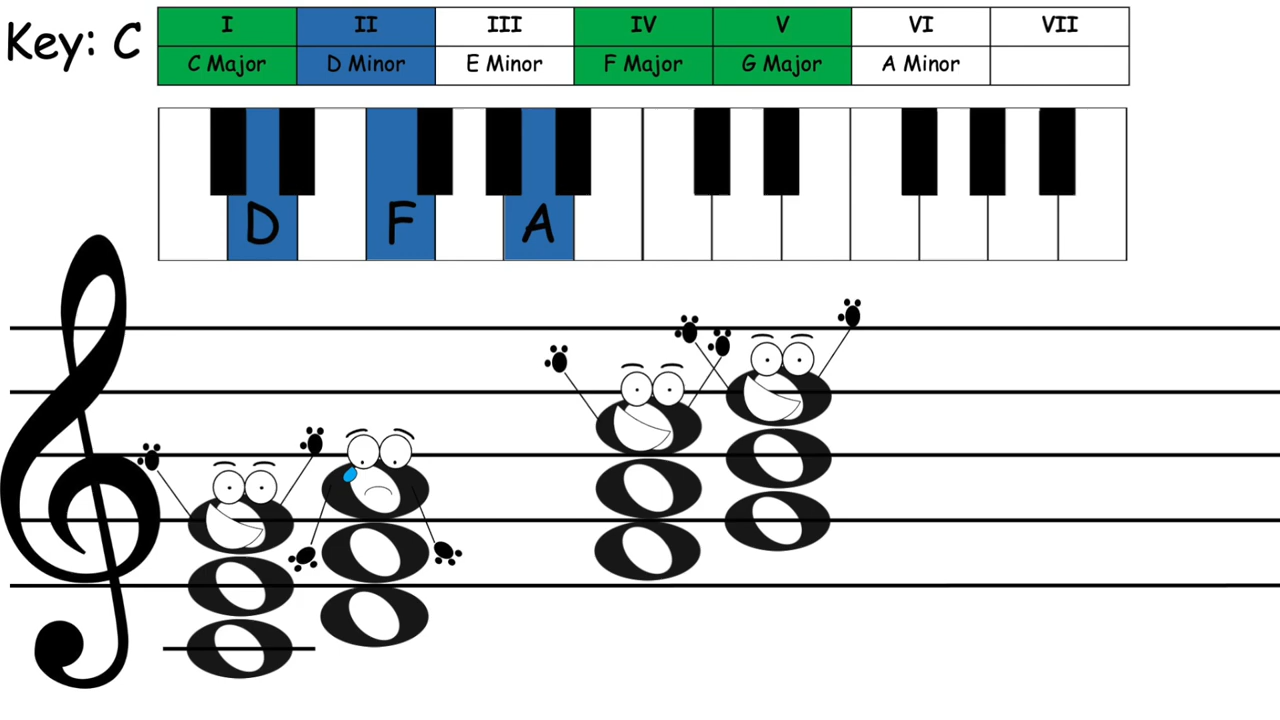 Key: C
I II III IV V VI VII
C Major D Minor E Minor F Major G Major A Minor
D F A